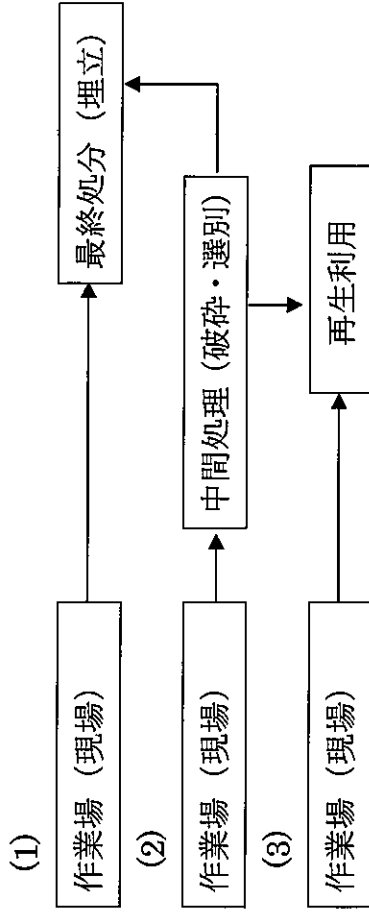 (1)
作業場（現場）
最終処分（埋立）
(2)
作業場（現場）
中間処理（破砕・選別）
(3)
作業場（現場）
再生利用